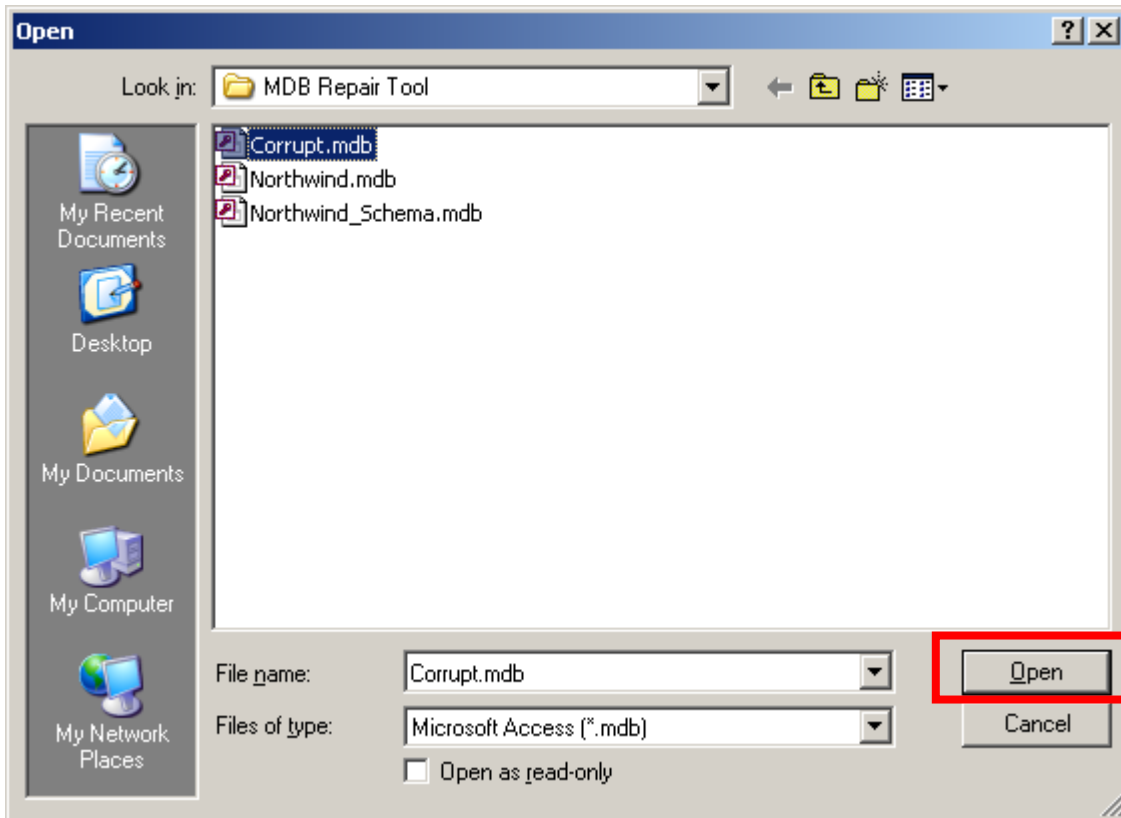 Open
Look in:
MDB Repair Tool
Corrupt.mdb
Northwind.mdb
Northwind_Schema.mdb
My Recent
Documents
Desktop
My Documents
My Computer
My Network
Places
File name:
Corrupt.mdb
Open
Files of type:
Microsoft Access (*.mdb)
Cancel
Open as read-only